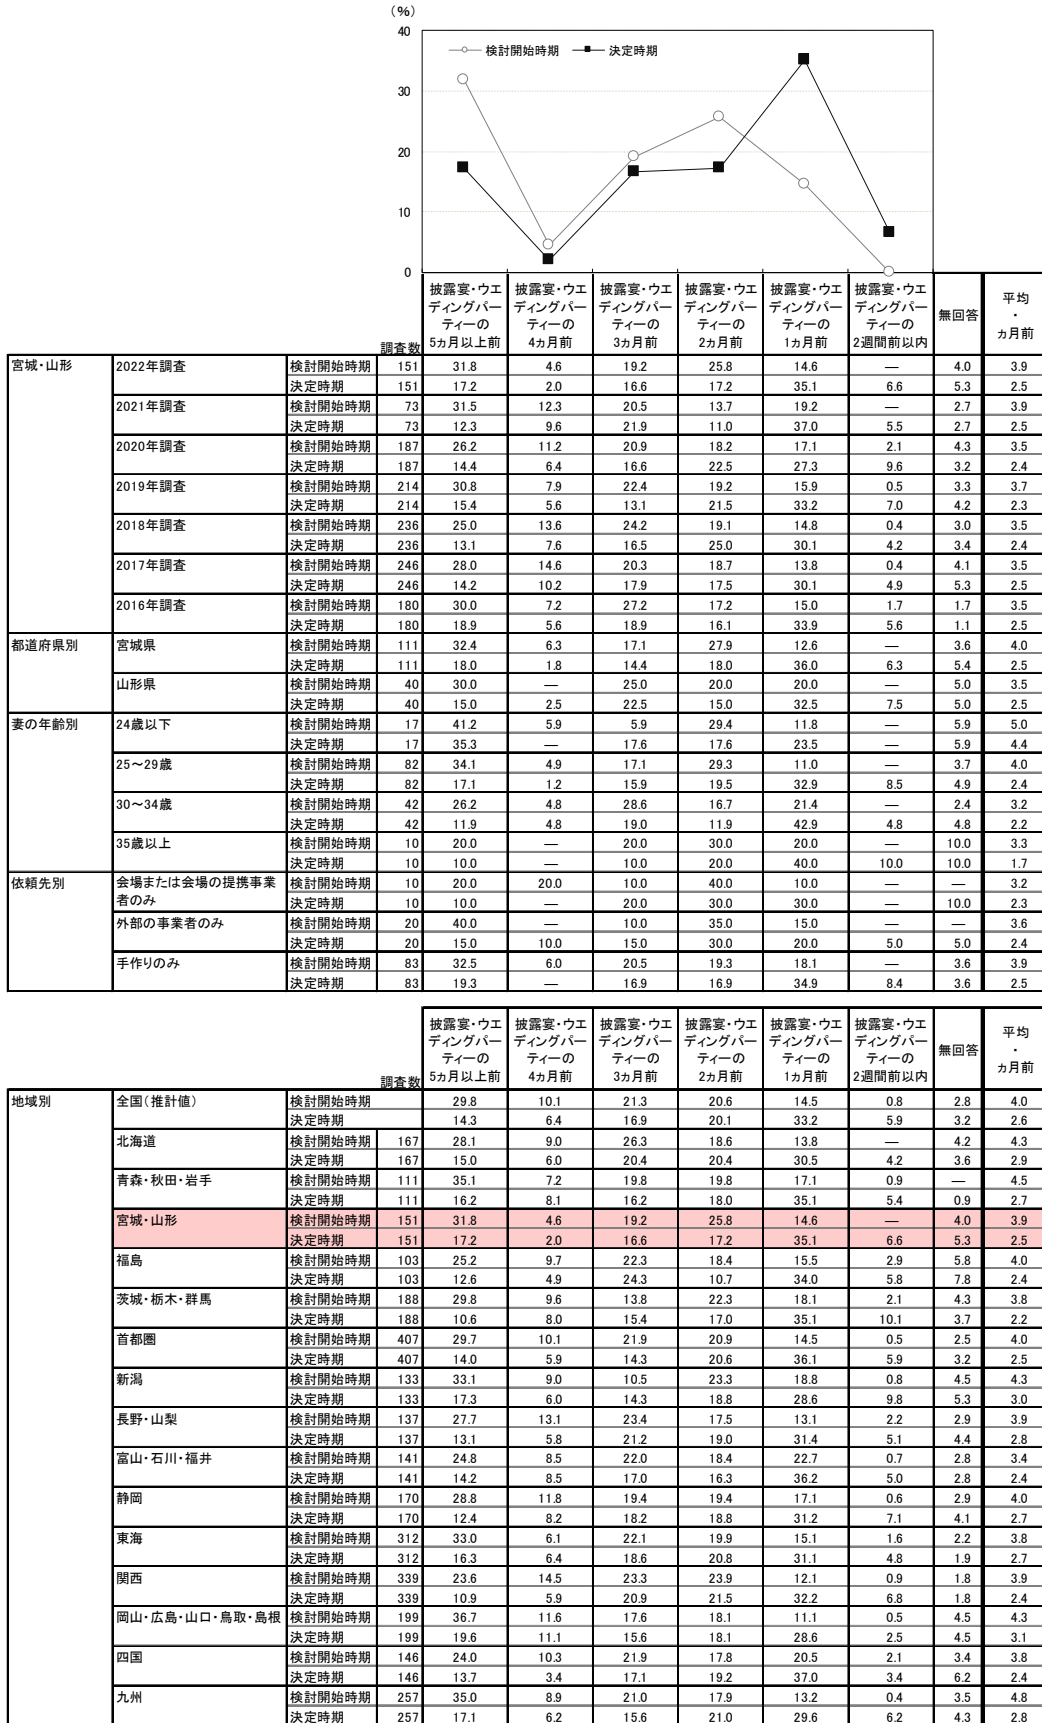 (%)
40
30
20
10
0
検討開始時期 決定時期
調査数 披露宴・ウエディングパーティーの5ヵ月以上前 披露宴・ウエディングパーティーの4ヵ月前 披露宴・ウエディングパーティーの3ヵ月前 披露宴・ウエディングパーティーの2ヵ月前 披露宴・ウエディングパーティーの1ヵ月前 披露宴・ウエディングパーティーの2週間前以内 無回答 平均・ヵ月前
宮城・山形 2022年調査 検討開始時期 151 31.8 4.6 19.2 25.8 14.6 — 4.0 3.9
決定時期 151 17.2 2.0 16.6 17.2 35.1 6.6 5.3 2.5
2021年調査 検討開始時期 73 31.5 12.3 20.5 13.7 19.2 — 2.7 3.9
決定時期 73 12.3 9.6 21.9 11.0 37.0 5.5 2.7 2.5
2020年調査 検討開始時期 187 26.2 11.2 20.9 18.2 17.1 2.1 4.3 3.5
決定時期 187 14.4 6.4 16.6 22.5 27.3 9.6 3.2 2.4
2019年調査 検討開始時期 214 30.8 7.9 22.4 19.2 15.9 0.5 3.3 3.7
決定時期 214 15.4 5.6 13.1 21.5 33.2 7.0 4.2 2.3
2018年調査 検討開始時期 236 25.0 13.6 24.2 19.1 14.8 0.4 3.0 3.5
決定時期 236 13.1 7.6 16.5 25.0 30.1 4.2 3.4 2.4
2017年調査 検討開始時期 246 28.0 14.6 20.3 18.7 13.8 0.4 4.1 3.5
決定時期 246 14.2 10.2 17.9 17.5 30.1 4.9 5.3 2.5
2016年調査 検討開始時期 180 30.0 7.2 27.2 17.2 15.0 1.7 1.7 3.5
決定時期 180 18.9 5.6 18.9 16.1 33.9 5.6 1.1 2.5
都道府県別 宮城県 検討開始時期 111 32.4 6.3 17.1 27.9 12.6 — 3.6 4.0
決定時期 111 18.0 1.8 14.4 18.0 36.0 6.3 5.4 2.5
山形県 検討開始時期 40 30.0 — 25.0 20.0 20.0 — 5.0 3.5
決定時期 40 15.0 2.5 22.5 15.0 32.5 7.5 5.0 2.5
妻の年齢別 24歳以下 検討開始時期 17 41.2 5.9 5.9 29.4 11.8 — 5.9 5.0
決定時期 17 35.3 — 17.6 17.6 23.5 — 5.9 4.4
25～29歳 検討開始時期 82 34.1 4.9 17.1 29.3 11.0 — 3.7 4.0
決定時期 82 17.1 1.2 15.9 19.5 32.9 8.5 4.9 2.4
30～34歳 検討開始時期 42 26.2 4.8 28.6 16.7 21.4 — 2.4 3.2
決定時期 42 11.9 4.8 19.0 11.9 42.9 4.8 4.8 2.2
35歳以上 検討開始時期 10 20.0 — 20.0 30.0 20.0 — 10.0 3.3
決定時期 10 10.0 — 10.0 20.0 40.0 10.0 10.0 1.7
依頼先別 会場または会場の提携事業者のみ 検討開始時期 10 20.0 20.0 10.0 40.0 10.0 — — 3.2
決定時期 10 10.0 — 20.0 30.0 30.0 — 10.0 2.3
外部の事業者のみ 検討開始時期 20 40.0 — 10.0 35.0 15.0 — — 3.6
決定時期 20 15.0 10.0 15.0 30.0 20.0 5.0 5.0 2.4
手作りのみ 検討開始時期 83 32.5 6.0 20.5 19.3 18.1 — 3.6 3.9
決定時期 83 19.3 — 16.9 16.9 34.9 8.4 3.6 2.5
調査数 披露宴・ウエディングパーティーの5ヵ月以上前 披露宴・ウエディングパーティーの4ヵ月前 披露宴・ウエディングパーティーの3ヵ月前 披露宴・ウエディングパーティーの2ヵ月前 披露宴・ウエディングパーティーの1ヵ月前 披露宴・ウエディングパーティーの2週間前以内 無回答 平均・ヵ月前
地域別 全国(推計値) 検討開始時期 29.8 10.1 21.3 20.6 14.5 0.8 2.8 4.0
決定時期 14.3 6.4 16.9 20.1 33.2 5.9 3.2 2.6
北海道 検討開始時期 167 28.1 9.0 26.3 18.6 13.8 — 4.2 4.3
決定時期 167 15.0 6.0 20.4 20.4 30.5 4.2 3.6 2.9
青森・秋田・岩手 検討開始時期 111 35.1 7.2 19.8 19.8 17.1 0.9 — 4.5
決定時期 111 16.2 8.1 16.2 18.0 35.1 5.4 0.9 2.7
宮城・山形 検討開始時期 151 31.8 4.6 19.2 25.8 14.6 — 4.0 3.9
決定時期 151 17.2 2.0 16.6 17.2 35.1 6.6 5.3 2.5
福島 検討開始時期 103 25.2 9.7 22.3 18.4 15.5 2.9 5.8 4.0
決定時期 103 12.6 4.9 24.3 10.7 34.0 5.8 7.8 2.4
茨城・栃木・群馬 検討開始時期 188 29.8 9.6 13.8 22.3 18.1 2.1 4.3 3.8
決定時期 188 10.6 8.0 15.4 17.0 35.1 10.1 3.7 2.2
首都圏 検討開始時期 407 29.7 10.1 21.9 20.9 14.5 0.5 2.5 4.0
決定時期 407 14.0 5.9 14.3 20.6 36.1 5.9 3.2 2.5
新潟 検討開始時期 133 33.1 9.0 10.5 23.3 18.8 0.8 4.5 4.3
決定時期 133 17.3 6.0 14.3 18.8 28.6 9.8 5.3 3.0
長野・山梨 検討開始時期 137 27.7 13.1 23.4 17.5 13.1 2.2 2.9 3.9
決定時期 137 13.1 5.8 21.2 19.0 31.4 5.1 4.4 2.8
富山・石川・福井 検討開始時期 141 24.8 8.5 22.0 18.4 22.7 0.7 2.8 3.4
決定時期 141 14.2 8.5 17.0 16.3 36.2 5.0 2.8 2.4
静岡 検討開始時期 170 28.8 11.8 19.4 19.4 17.1 0.6 2.9 4.0
決定時期 170 12.4 8.2 18.2 18.8 31.2 7.1 4.1 2.7
東海 検討開始時期 312 33.0 6.1 22.1 19.9 15.1 1.6 2.2 3.8
決定時期 312 16.3 6.4 18.6 20.8 31.1 4.8 1.9 2.7
関西 検討開始時期 339 23.6 14.5 23.3 23.9 12.1 0.9 1.8 3.9
決定時期 339 10.9 5.9 20.9 21.5 32.2 6.8 1.8 2.4
岡山・広島・山口・鳥取・島根 検討開始時期 199 36.7 11.6 17.6 18.1 11.1 0.5 4.5 4.3
決定時期 199 19.6 11.1 15.6 18.1 28.6 2.5 4.5 3.1
四国 検討開始時期 146 24.0 10.3 21.9 17.8 20.5 2.1 3.4 3.8
決定時期 146 13.7 3.4 17.1 19.2 37.0 3.4 6.2 2.4
九州 検討開始時期 257 35.0 8.9 21.0 17.9 13.2 0.4 3.5 4.8
決定時期 257 17.1 6.2 15.6 21.0 29.6 6.2 4.3 2.8